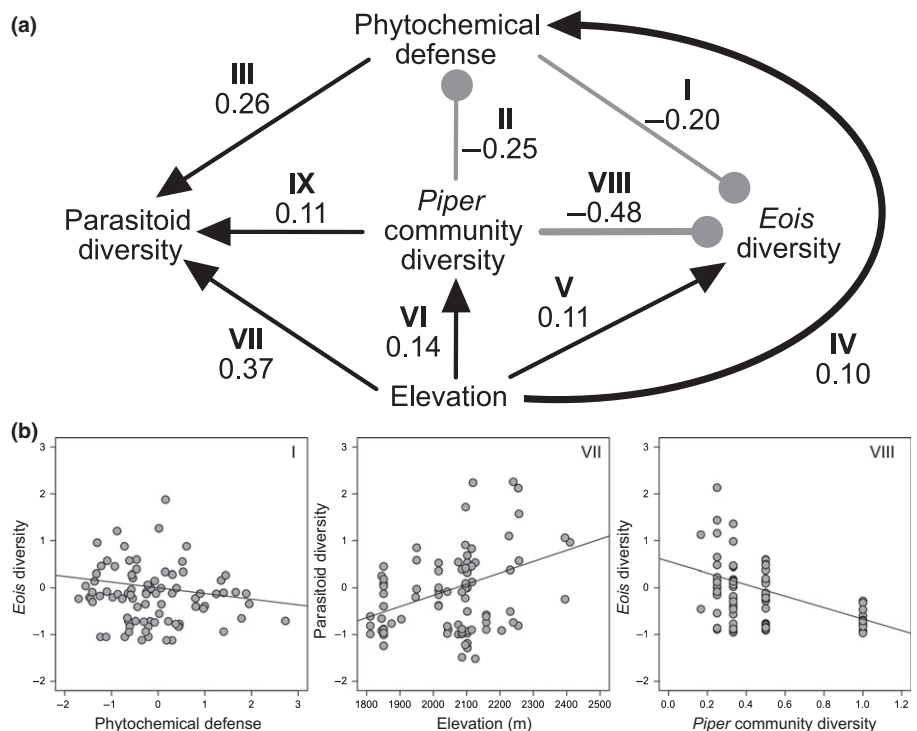 (a)
Phytochemical
defense
III
0.26
I
−0.20
II
−0.25
IX
0.11
VIII
−0.48
Parasitoid
diversity
Piper
community
diversity
Eois
diversity
VII
0.37
VI
0.14
V
0.11
IV
0.10
Elevation
(b)
I
3
2
1
0
−1
−2
Eois diversity
−2 −1 0 1 2 3
Phytochemical defense
VII
3
2
1
0
−1
−2
Parasitoid diversity
1800 1900 2000 2100 2200 2300 2400 2500
Elevation (m)
VIII
3
2
1
0
−1
−2
Eois diversity
0.0 0.2 0.4 0.6 0.8 1.0 1.2
Piper community diversity